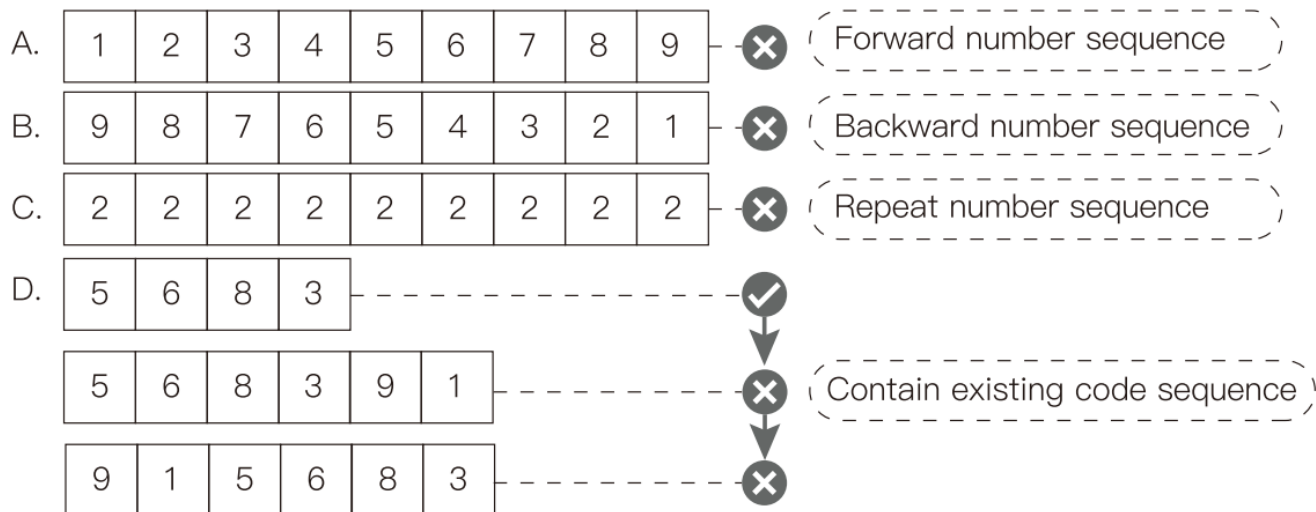 A. 1 2 3 4 5 6 7 8 9 Forward number sequence
B. 9 8 7 6 5 4 3 2 1 Backward number sequence
C. 2 2 2 2 2 2 2 2 2 Repeat number sequence
D. 5 6 8 3
5 6 8 3 9 1 Contain existing code sequence
9 1 5 6 8 3